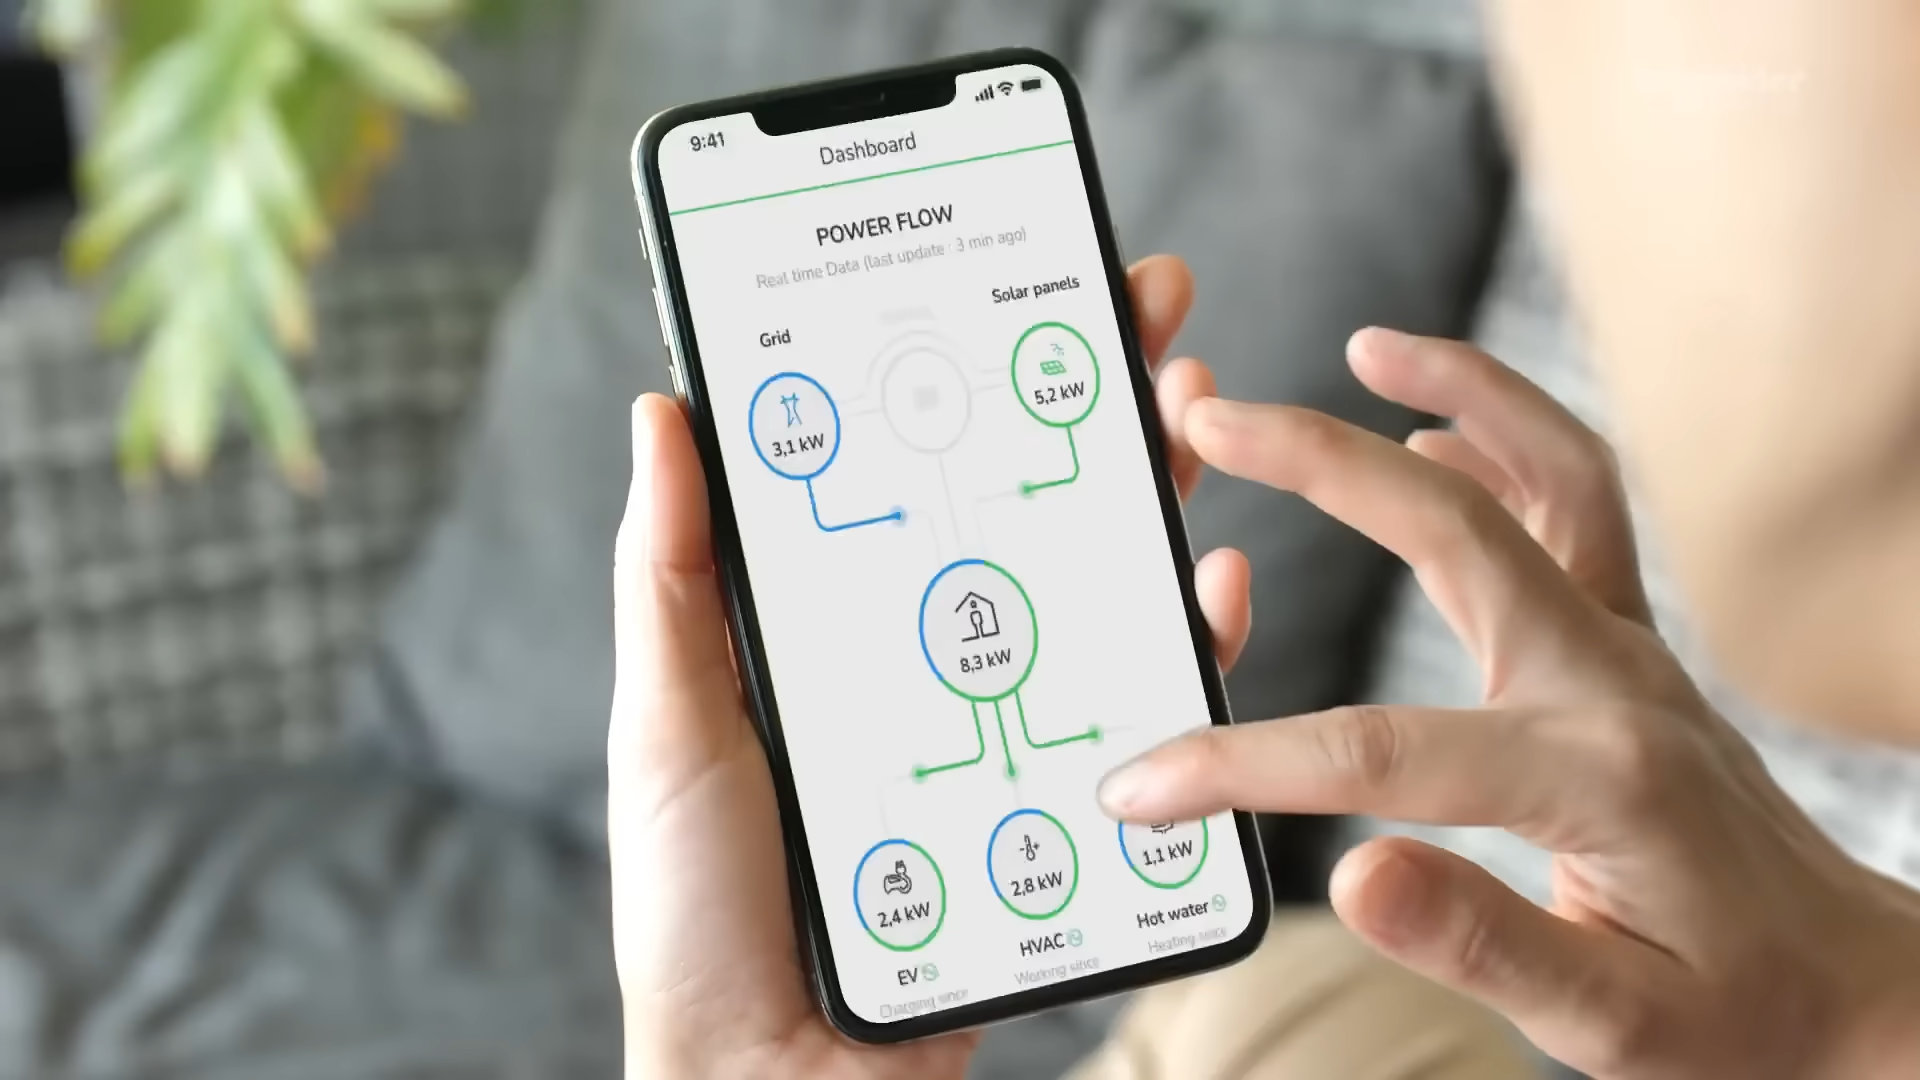 9:41
Dashboard
POWER FLOW
Real time Data (last update : 3 min ago)
Solar panels
Grid
5,2 kW
3,1 kW
8,3 kW
2,4 kW
2,8 kW
1,1 kW
EV
HVAC
Hot water
Charging since
Working since
Heating since